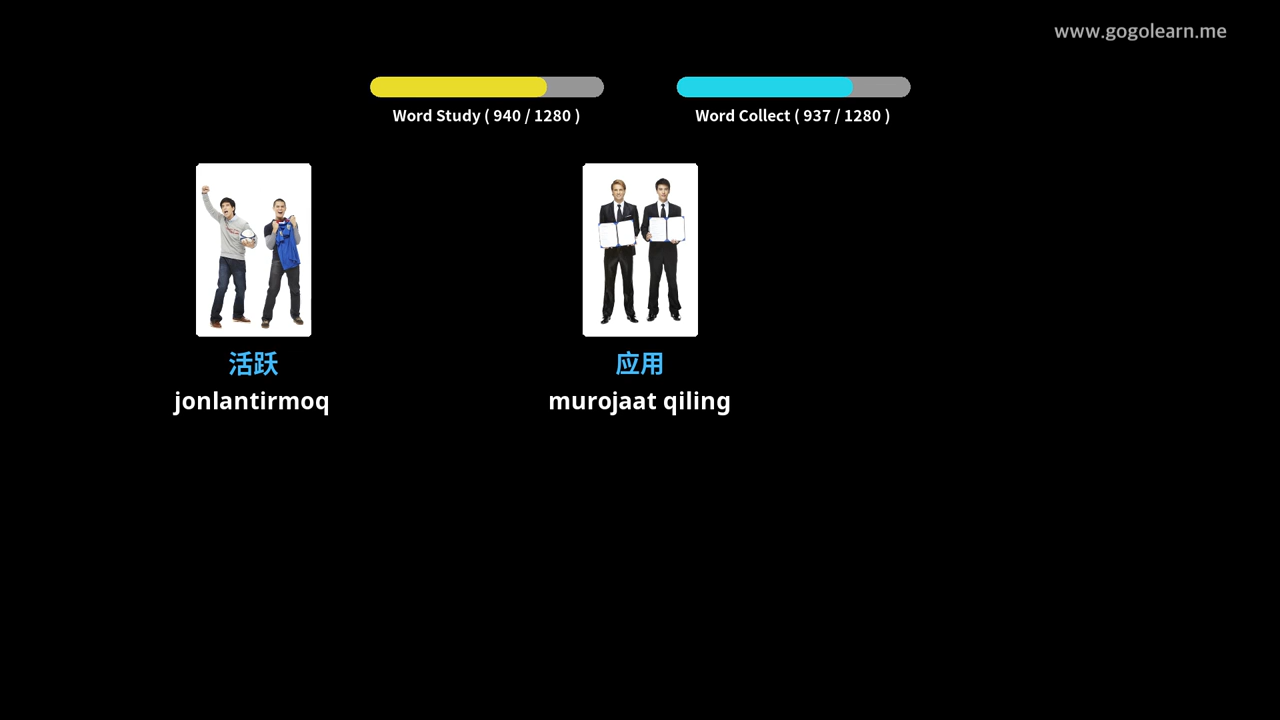 www.gogolearn.me
Word Study ( 940 / 1280 )
Word Collect ( 937 / 1280 )
活跃
jonlantirmoq
应用
murojaat qiling